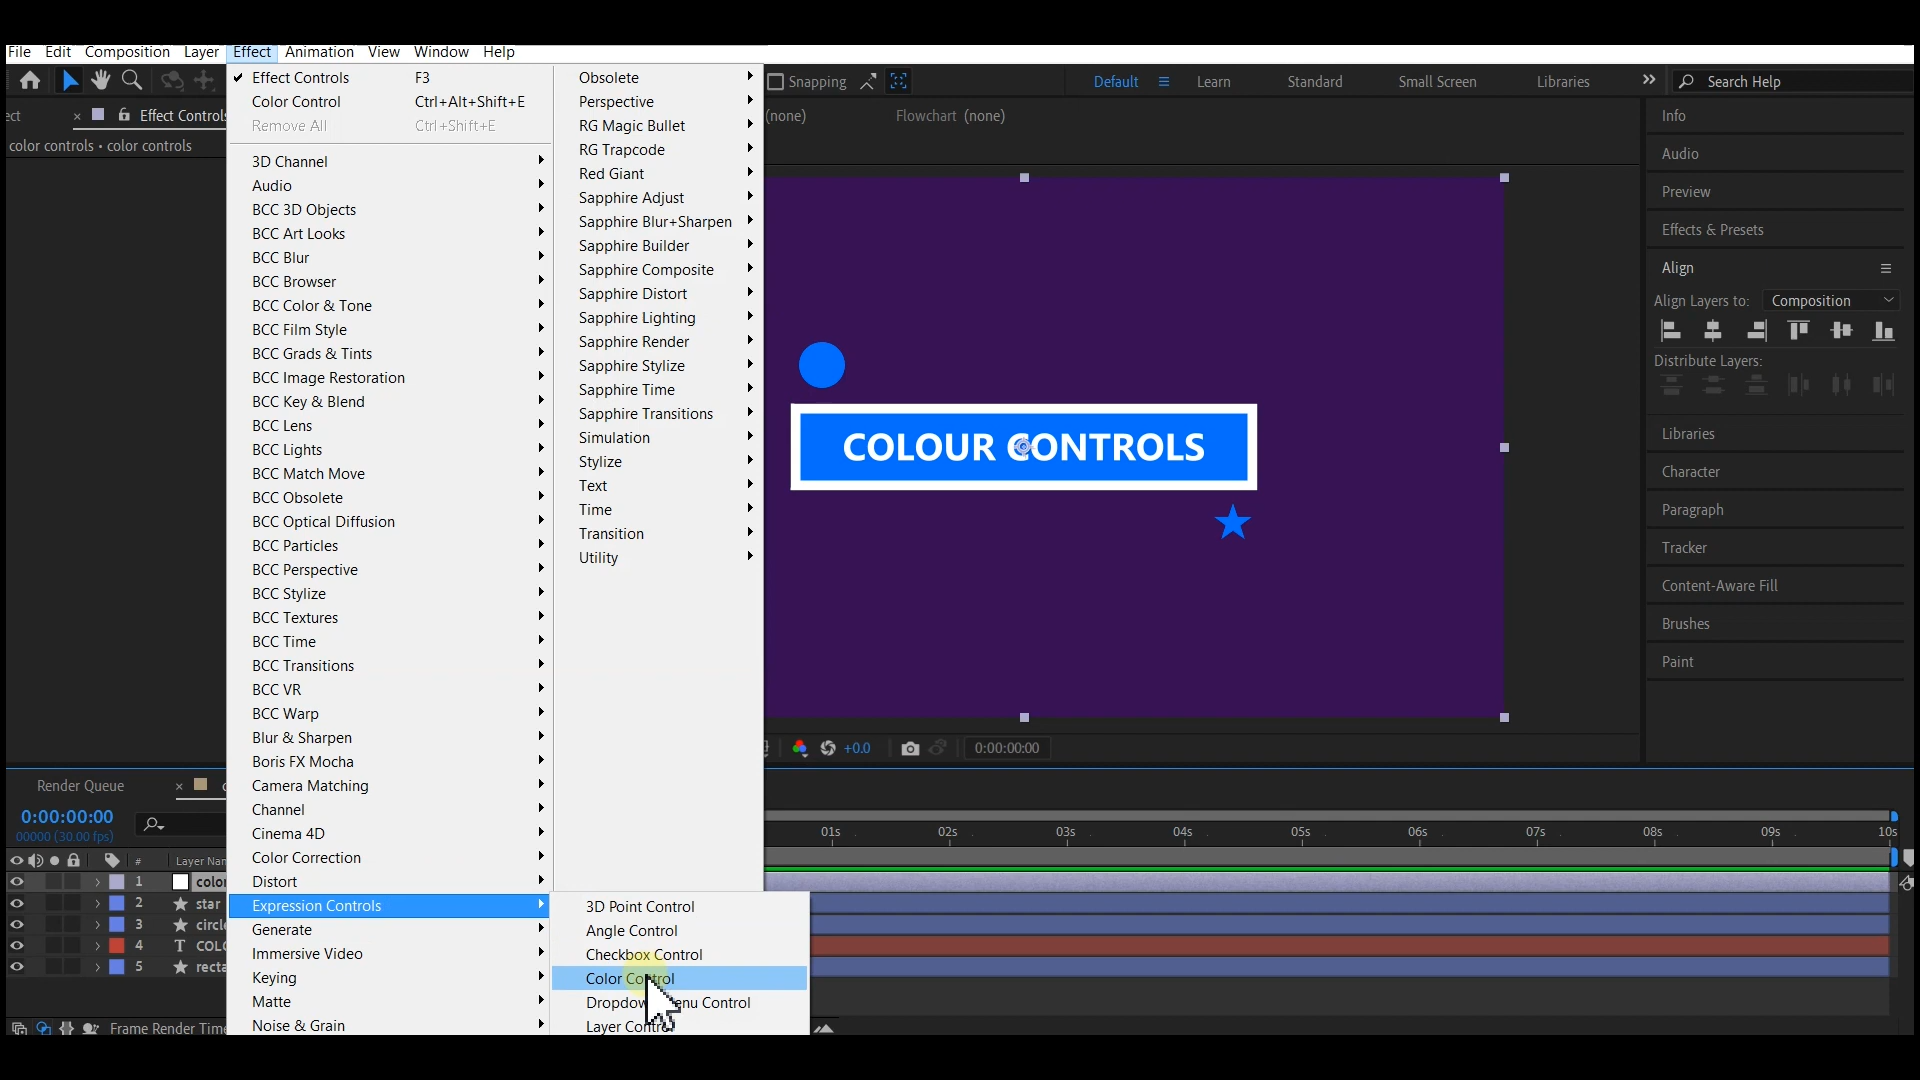 File Edit Composition Layer Effect Animation View Window Help
Snapping Default Learn Standard Small Screen Libraries Search Help
Effect Controls
color controls • color controls
Effect Controls F3
Color Control Ctrl+Alt+Shift+E
Remove All Ctrl+Shift+E
3D Channel
Audio
BCC 3D Objects
BCC Art Looks
BCC Blur
BCC Browser
BCC Color & Tone
BCC Film Style
BCC Grads & Tints
BCC Image Restoration
BCC Key & Blend
BCC Lens
BCC Lights
BCC Match Move
BCC Obsolete
BCC Optical Diffusion
BCC Particles
BCC Perspective
BCC Stylize
BCC Textures
BCC Time
BCC Transitions
BCC VR
BCC Warp
Blur & Sharpen
Boris FX Mocha
Camera Matching
Channel
Cinema 4D
Color Correction
Distort
Expression Controls
Generate
Immersive Video
Keying
Matte
Noise & Grain
Obsolete
Perspective
RG Magic Bullet
RG Trapcode
Red Giant
Sapphire Adjust
Sapphire Blur+Sharpen
Sapphire Builder
Sapphire Composite
Sapphire Distort
Sapphire Lighting
Sapphire Render
Sapphire Stylize
Sapphire Time
Sapphire Transitions
Simulation
Stylize
Text
Time
Transition
Utility
3D Point Control
Angle Control
Checkbox Control
Color Control
Menu Control
Layer
(none) Flowchart (none)
COLOUR CONTROLS
+0.0 0:00:00:00
Info
Audio
Preview
Effects & Presets
Align
Align Layers to: Composition
Distribute Layers:
Libraries
Character
Paragraph
Tracker
Content-Aware Fill
Brushes
Paint
Render Queue
0:00:00:00
00000 (30.00 fps)
01s 02s 03s 04s 05s 06s 07s 08s 09s 10s
# Layer
1
2 star
3
4 T
5
Frame Render